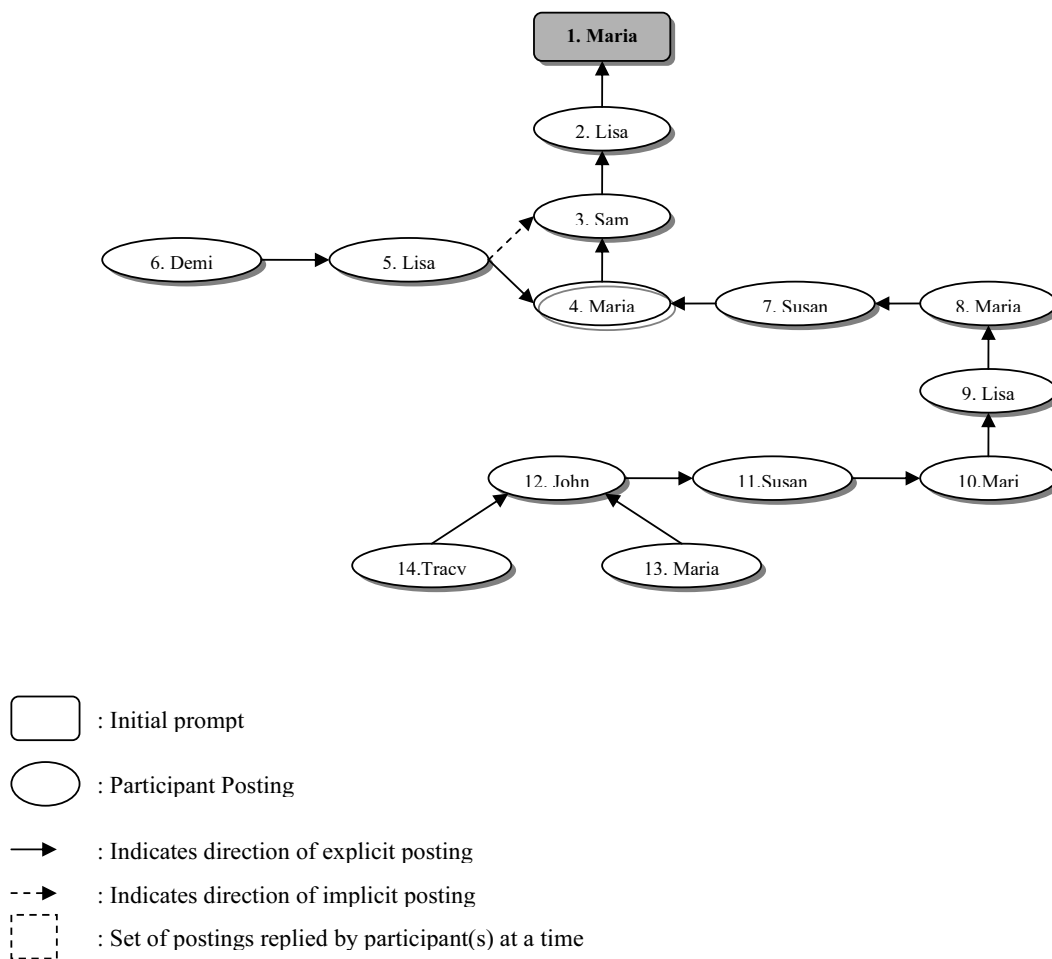 1. Maria
2. Lisa
3. Sam
6. Demi
5. Lisa
4. Maria
7. Susan
8. Maria
9. Lisa
12. John
11.Susan
10.Mari
14.Tracy
13. Maria
: Initial prompt
: Participant Posting
: Indicates direction of explicit posting
: Indicates direction of implicit posting
: Set of postings replied by participant(s) at a time